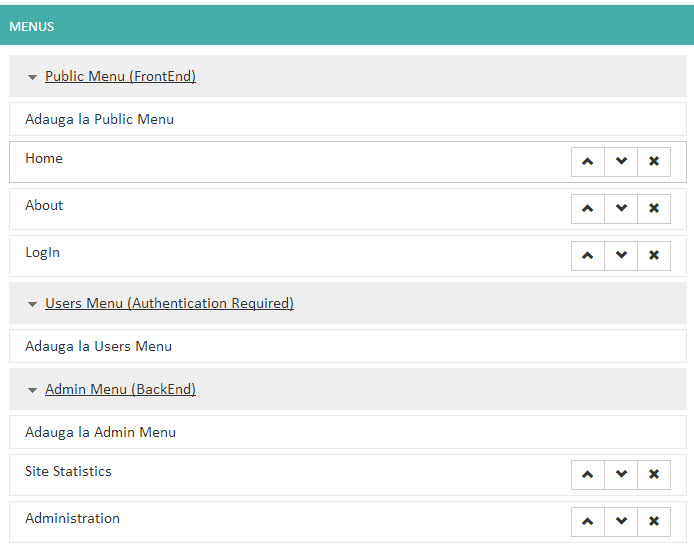 MENUS
Public Menu (FrontEnd)
Adauga la Public Menu
Home
About
LogIn
Users Menu (Authentication Required)
Adauga la Users Menu
Admin Menu (BackEnd)
Adauga la Admin Menu
Site Statistics
Administration